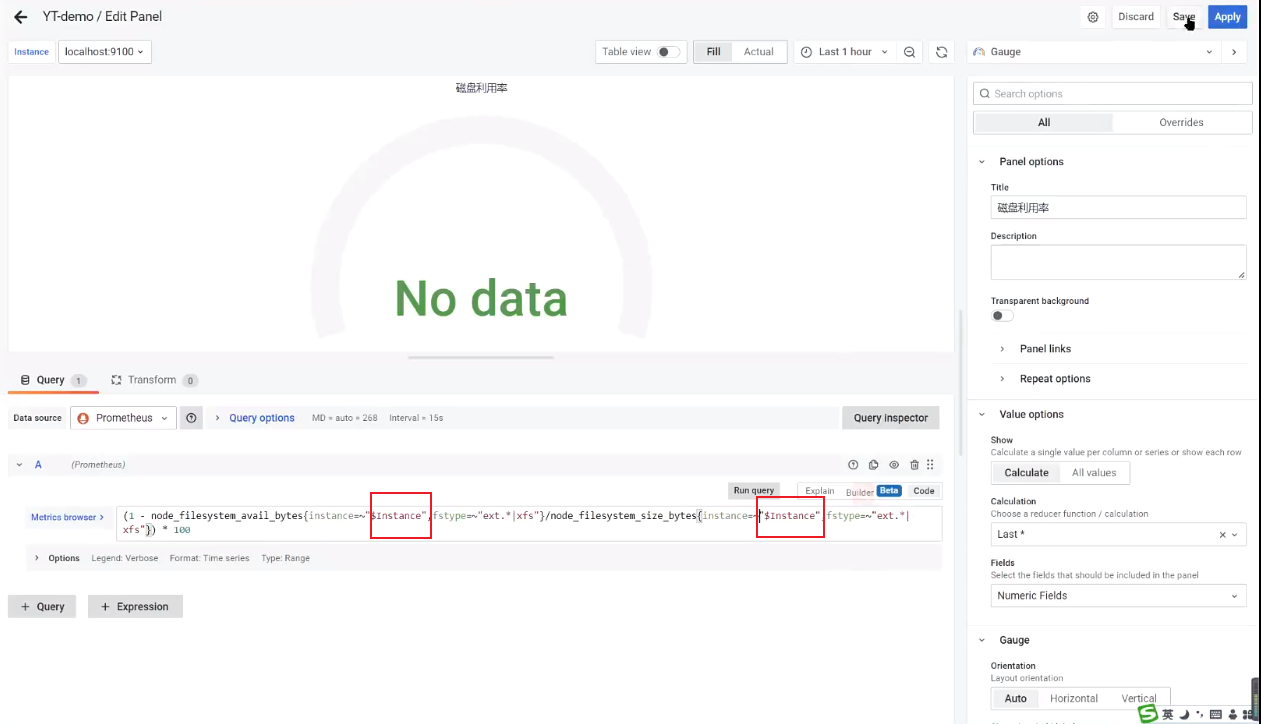 YT-demo / Edit Panel
Discard
Save
Apply
Instance
localhost:9100
Table view
Fill
Actual
Last 1 hour
Gauge
磁盘利用率
No data
Search options
All
Overrides
Panel options
Title
磁盘利用率
Description
Transparent background
Panel links
Repeat options
Value options
Show
Calculate a single value per column or series or show each row
Calculate
All values
Calculation
Choose a reducer function / calculation
Last *
Fields
Select the fields that should be included in the panel
Numeric Fields
Gauge
Orientation
Layout orientation
Auto
Horizontal
Vertical
Query 1
Transform 0
Data source
Prometheus
Query options
MD = auto = 268
Interval = 15s
Query inspector
A
(Prometheus)
Run query
Explain
Builder
Beta
Code
Metrics browser >
(1 - node_filesystem_avail_bytes{instance=~"$Instance",fstype=~"ext.*|xfs"}/node_filesystem_size_bytes{instance=~"$Instance",fstype=~"ext.*|
xfs"}) * 100
Options
Legend: Verbose
Format: Time series
Type: Range
+ Query
+ Expression
英